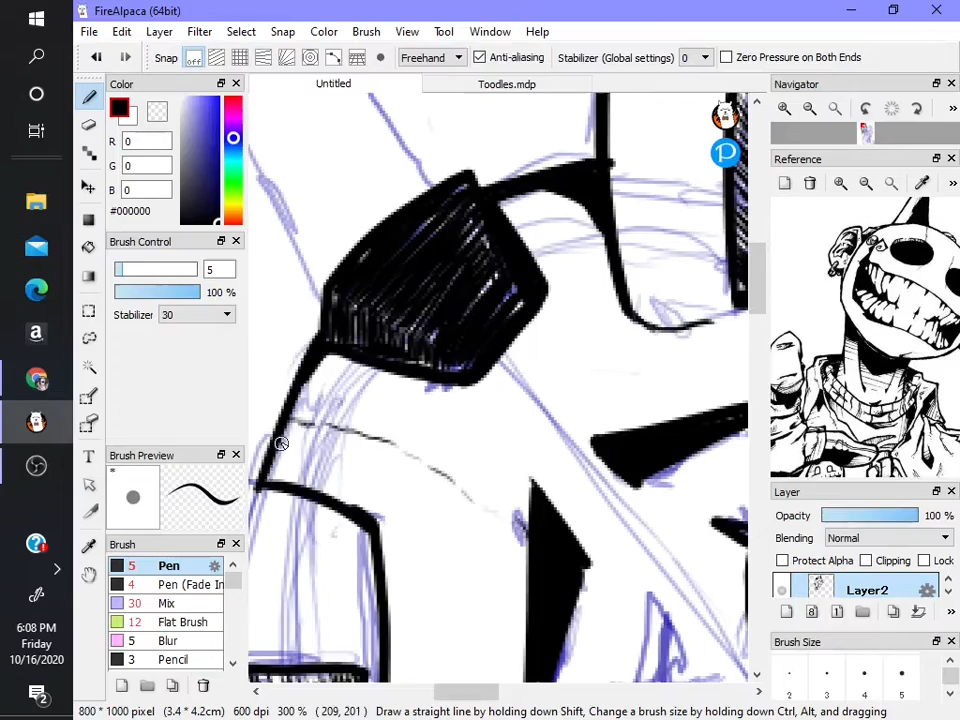 FireAlpaca (64bit)
File Edit Layer Filter Select Snap Color Brush View Tool Window Help
Snap off Freehand Anti-aliasing Stabilizer (Global settings) 0 Zero Pressure on Both Ends
Color
Untitled
Toodles.mdp
Navigator
R 0
G 0
B 0
#000000
P
Reference
Brush Control
5
100 %
Stabilizer 30
Brush Preview
*
Layer
Opacity 100 %
Blending Normal
Protect Alpha Clipping Lock
Layer2
Brush
5 Pen
4 Pen (Fade In
30 Mix
12 Flat Brush
5 Blur
3 Pencil
Brush Size
2 3 4 5
6:08 PM
Friday
10/16/2020
2
800 * 1000 pixel (3.4 * 4.2cm) 600 dpi 300 % ( 209, 201 ) Draw a straight line by holding down Shift, Change a brush size by holding down Ctrl, Alt, and dragging